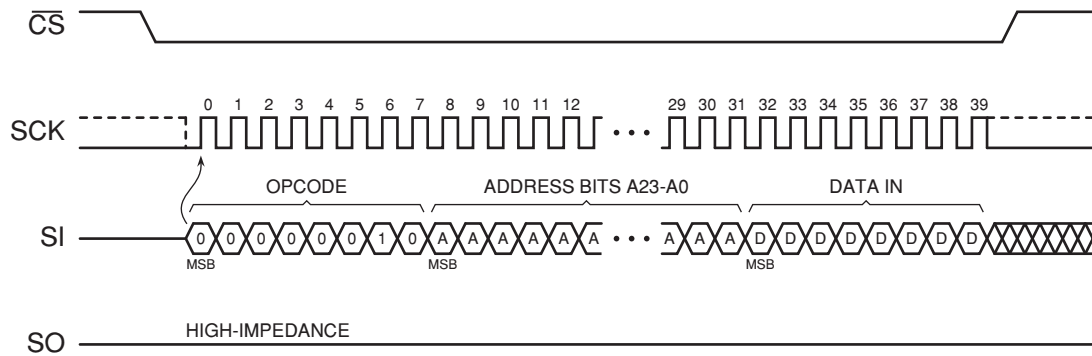 CS
0 1 2 3 4 5 6 7 8 9 10 11 12 29 30 31 32 33 34 35 36 37 38 39
SCK
OPCODE ADDRESS BITS A23-A0 DATA IN
SI 0 0 0 0 0 0 1 0 A A A A A A A A A D D D D D D D D
MSB MSB MSB
HIGH-IMPEDANCE
SO